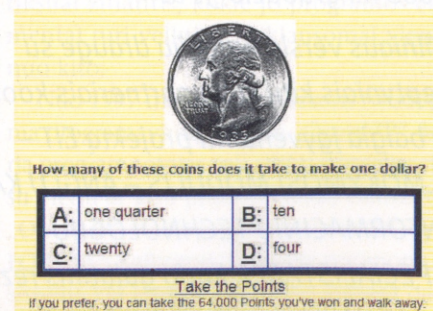 LIBERTY
IN GOD WE
TRUST
1935
How many of these coins does it take to make one dollar?
A: one quarter B: ten
C: twenty D: four
Take the Points
If you prefer, you can take the 64,000 Points you've won and walk away.